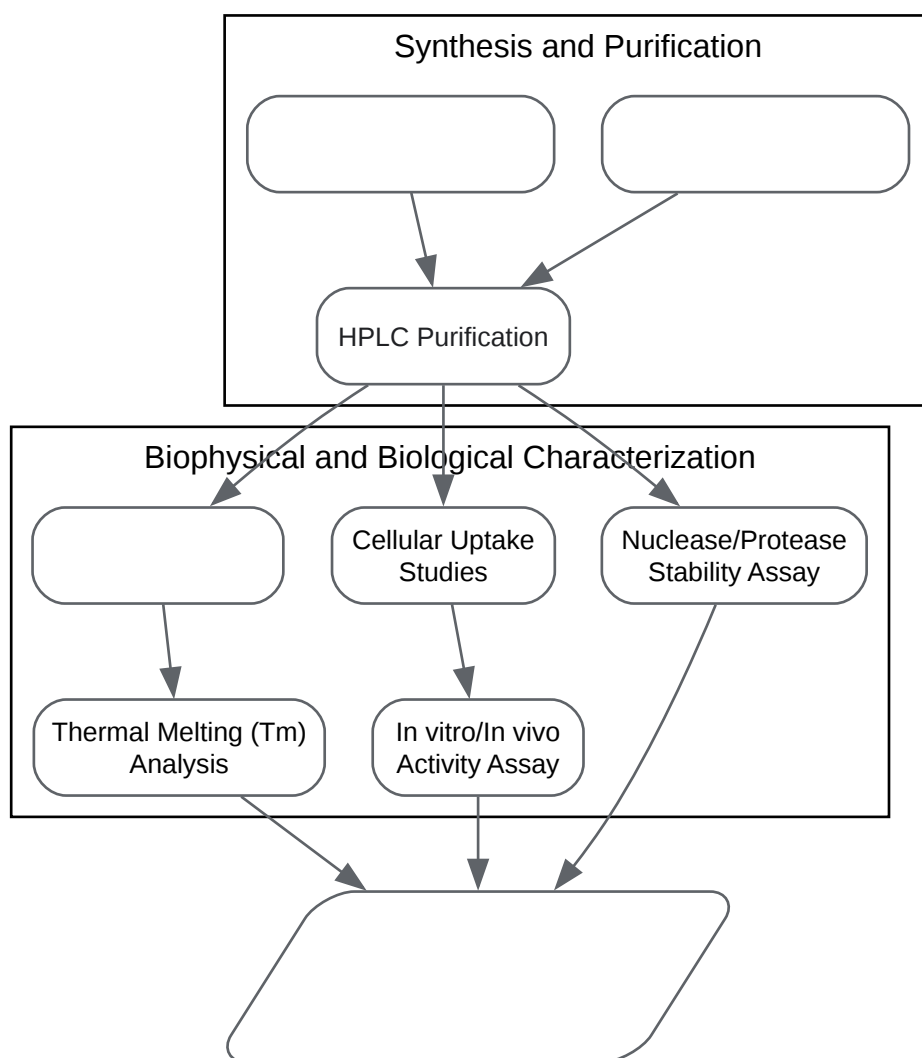 Synthesis and Purification
HPLC Purification
Biophysical and Biological Characterization
Cellular Uptake
Studies
Nuclease/Protease
Stability Assay
Thermal Melting (Tm)
Analysis
In vitro/In vivo
Activity Assay